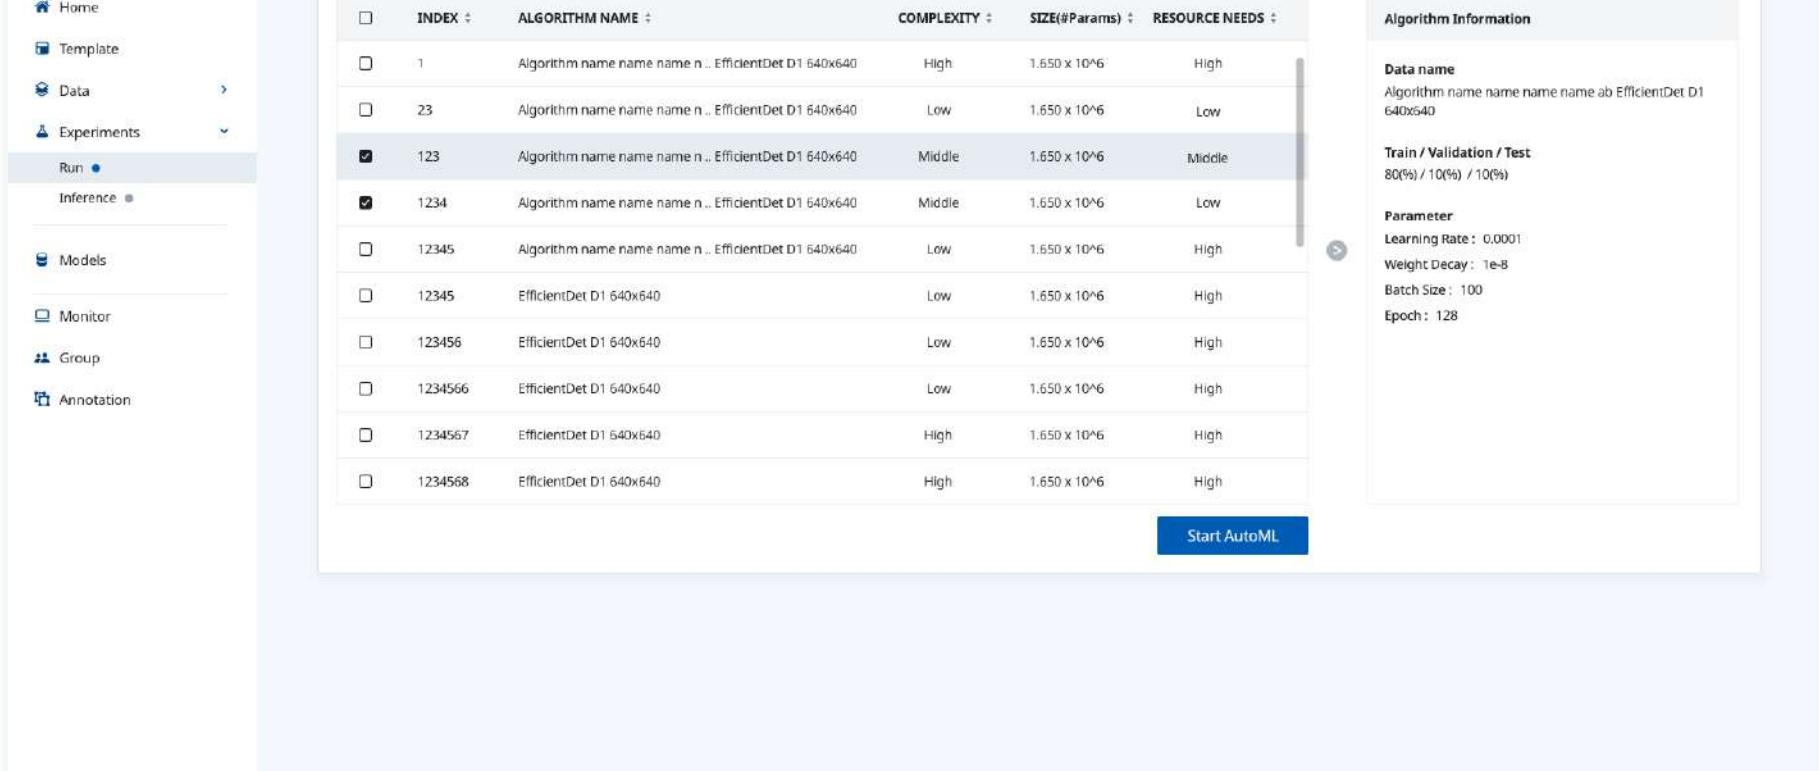 Home
Template
Data
Experiments
Run
Inference
Models
Monitor
Group
Annotation
INDEX ALGORITHM NAME COMPLEXITY SIZE(#Params) RESOURCE NEEDS
1 Algorithm name name name n .. EfficientDet D1 640x640 High 1.650 x 10^6 High
23 Algorithm name name name n .. EfficientDet D1 640x640 Low 1.650 x 10^6 Low
123 Algorithm name name name n .. EfficientDet D1 640x640 Middle 1.650 x 10^6 Middle
1234 Algorithm name name name n .. EfficientDet D1 640x640 Middle 1.650 x 10^6 Low
12345 Algorithm name name name n .. EfficientDet D1 640x640 Low 1.650 x 10^6 High
12345 EfficientDet D1 640x640 Low 1.650 x 10^6 High
123456 EfficientDet D1 640x640 Low 1.650 x 10^6 High
1234566 EfficientDet D1 640x640 Low 1.650 x 10^6 High
1234567 EfficientDet D1 640x640 High 1.650 x 10^6 High
1234568 EfficientDet D1 640x640 High 1.650 x 10^6 High
Start AutoML
Algorithm Information
Data name
Algorithm name name name name ab EfficientDet D1
640x640
Train / Validation / Test
80(%) / 10(%) / 10(%)
Parameter
Learning Rate : 0.0001
Weight Decay : 1e-8
Batch Size : 100
Epoch : 128